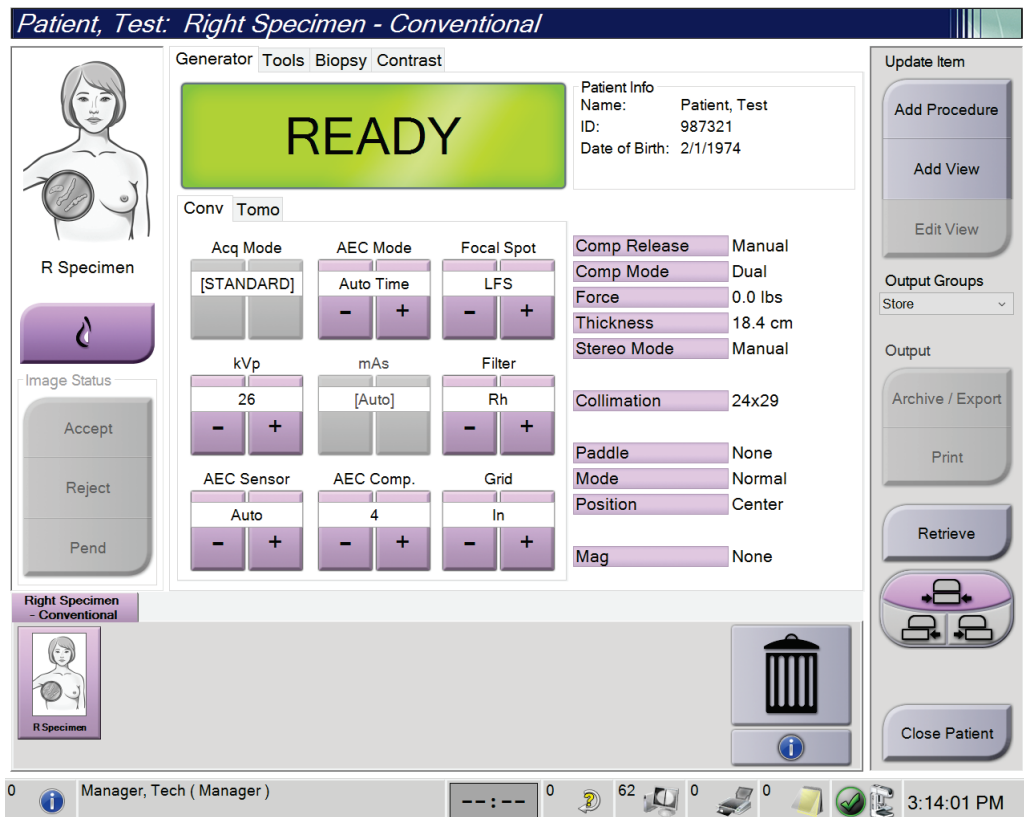 Patient, Test:  Right Specimen - Conventional
R Specimen
Image Status
Accept
Reject
Pend
Generator Tools Biopsy Contrast
READY
Patient Info
Name: Patient, Test
ID: 987321
Date of Birth: 2/1/1974
Conv Tomo
Acq Mode AEC Mode Focal Spot
[STANDARD] Auto Time LFS
- + - +
kVp mAs Filter
26 [Auto] Rh
- + - +
AEC Sensor AEC Comp. Grid
Auto 4 In
- + - + - +
Comp Release Manual
Comp Mode Dual
Force 0.0 lbs
Thickness 18.4 cm
Stereo Mode Manual
Collimation 24x29
Paddle None
Mode Normal
Position Center
Mag None
Update Item
Add Procedure
Add View
Edit View
Output Groups
Store
Output
Archive / Export
Print
Retrieve
Close Patient
Right Specimen
- Conventional
R Specimen
i
0 i Manager, Tech ( Manager ) --:-- 0 ? 62 0 0 3:14:01 PM